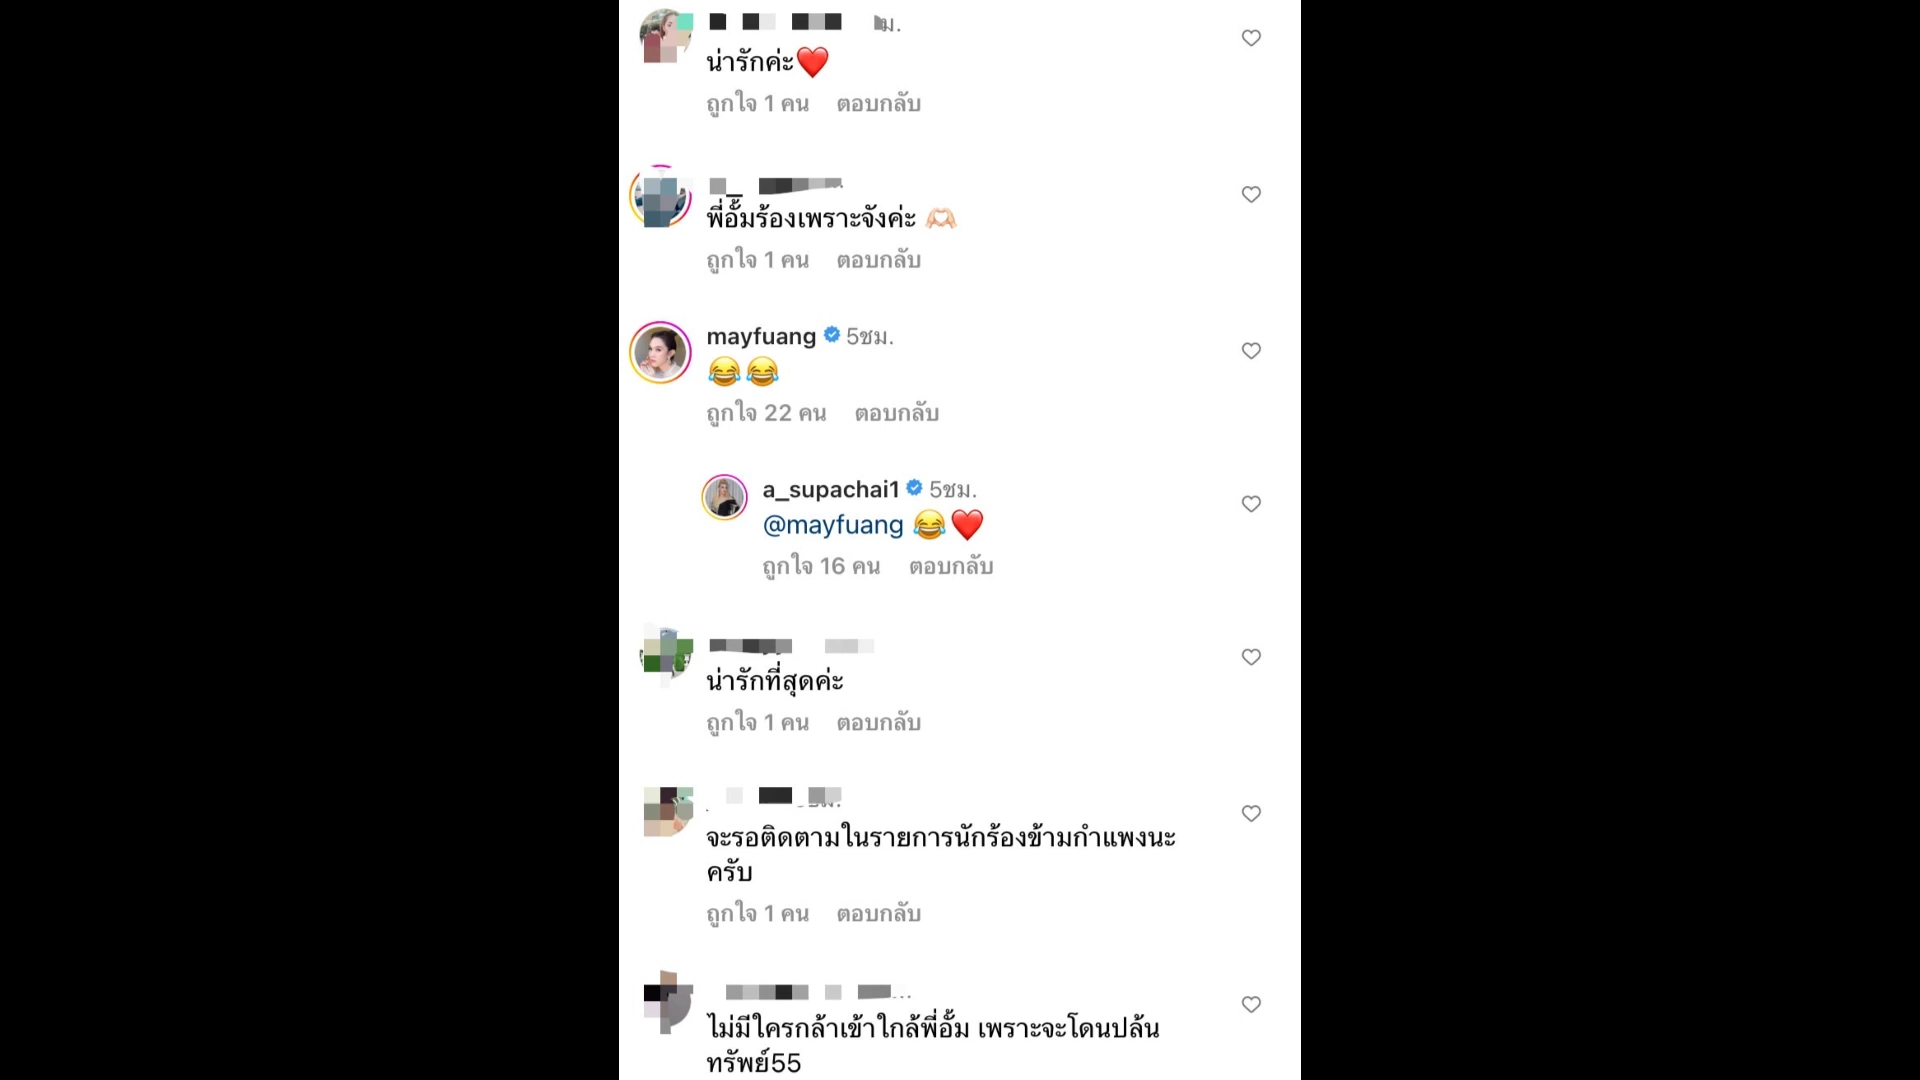 น่ารักค่ะ❤️
ถูกใจ 1 คน ตอบกลับ
พี่อั้มร้องเพราะจังค่ะ 🫶🏻
ถูกใจ 1 คน ตอบกลับ
mayfuang 5ชม.
😂😂
ถูกใจ 22 คน ตอบกลับ
a_supachai1 5ชม.
@mayfuang 😂❤️
ถูกใจ 16 คน ตอบกลับ
น่ารักที่สุดค่ะ
ถูกใจ 1 คน ตอบกลับ
จะรอติดตามในรายการนักร้องข้ามกำแพงนะ
ครับ
ถูกใจ 1 คน ตอบกลับ
ไม่มีใครกล้าเข้าใกล้พี่อั้ม เพราะจะโดนปล้น
ทรัพย์55